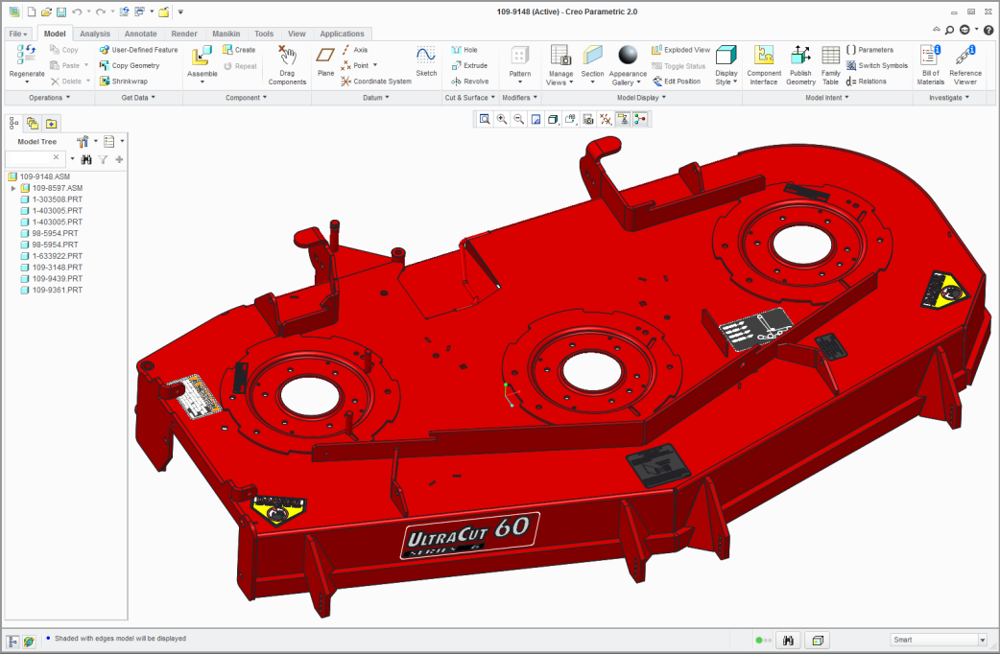 109-9148 (Active) - Creo Parametric 2.0
File
Model
Analysis
Annotate
Render
Manikin
Tools
View
Applications
Regenerate
Copy
Paste
Delete
Operations
User-Defined Feature
Copy Geometry
Shrinkwrap
Get Data
Assemble
Create
Repeat
Component
Drag
Components
Plane
Axis
Point
Coordinate System
Sketch
Datum
Hole
Extrude
Revolve
Cut & Surface
Pattern
Modifiers
Manage
Views
Section
Appearance
Gallery
Exploded View
Toggle Status
Edit Position
Display
Style
Model Display
Component
Interface
Publish
Geometry
Family
Table
Parameters
Switch Symbols
d= Relations
Model Intent
Bill of
Materials
Reference
Viewer
Investigate
Model Tree
109-9148.ASM
109-8597.ASM
1-303508.PRT
1-403005.PRT
1-403005.PRT
98-5954.PRT
98-5954.PRT
1-633922.PRT
109-3148.PRT
109-9439.PRT
109-9361.PRT
ULTRACUT 60
Shaded with edges model will be displayed
Smart